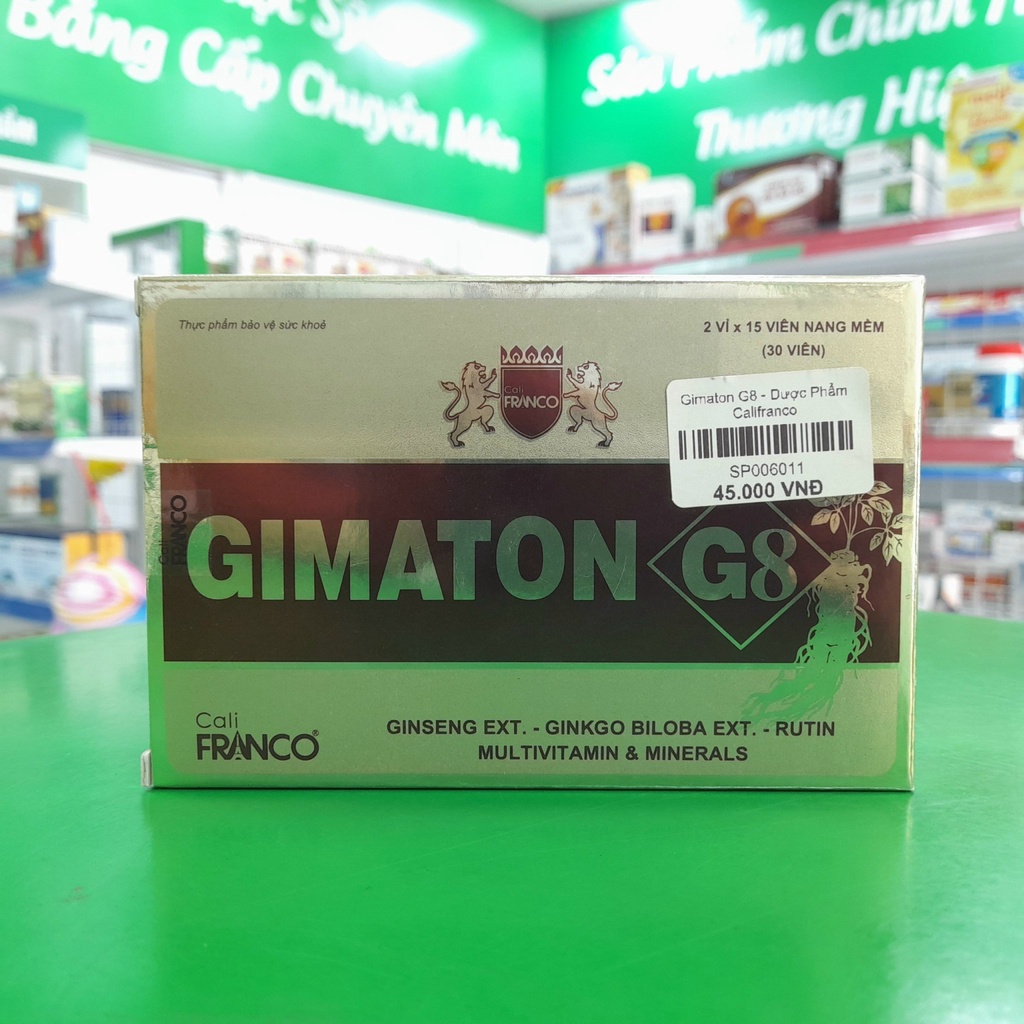 Bằng Cấp Chuyên Môn
Sản Phẩm Chính
Thương
Thực phẩm bảo vệ sức khoẻ
2 VỈ x 15 VIÊN NANG MỀM
(30 VIÊN)
Cali
FRANCO
Gimaton G8 - Dược Phẩm
Califranco
SP006011
45.000 VNĐ
Cali
FRANCO
GIMATON G8
Cali
FRANCO®
GINSENG EXT. - GINKGO BILOBA EXT. - RUTIN
MULTIVITAMIN & MINERALS